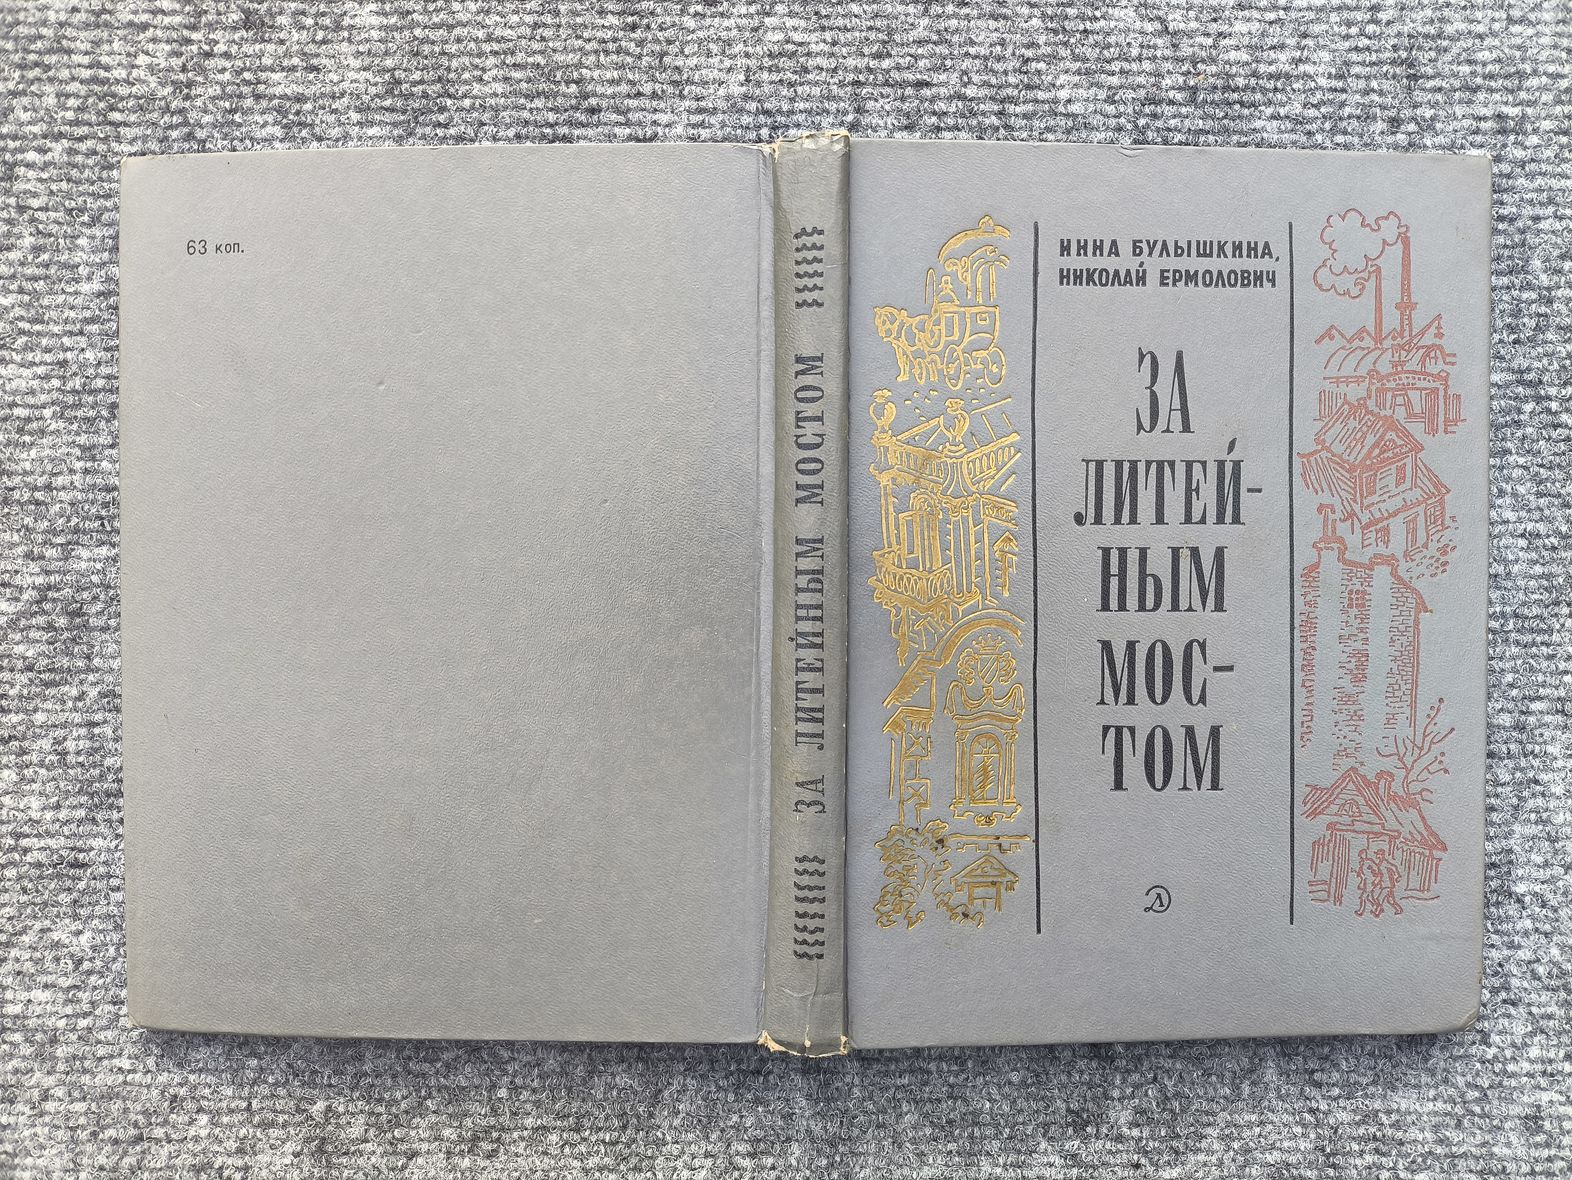 63 коп.
ЗА ЛИТЕЙНЫМ МОСТОМ
ИННА БУЛЫШКИНА,
НИКОЛАЙ ЕРМОЛОВИЧ
ЗА
ЛИТЕЙ-
НЫМ
МОС-
ТОМ
Д